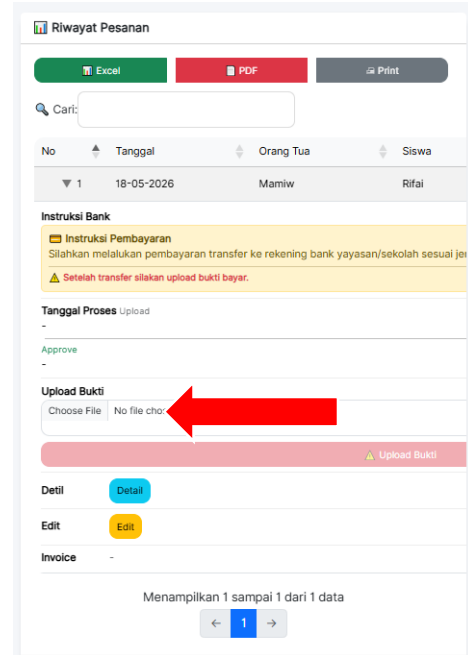 Riwayat Pesanan
Excel PDF Print
Cari:
No Tanggal Orang Tua Siswa
1 18-05-2026 Mamiw Rifai
Instruksi Bank
Instruksi Pembayaran
Silahkan melalukan pembayaran transfer ke rekening bank yayasan/sekolah sesuai
Setelah transfer silakan upload bukti bayar.
Tanggal Proses Upload
-
Approve
-
Upload Bukti
Choose File No file
Upload Bukti
Detil Detail
Edit Edit
Invoice -
Menampilkan 1 sampai 1 dari 1 data
← 1 →